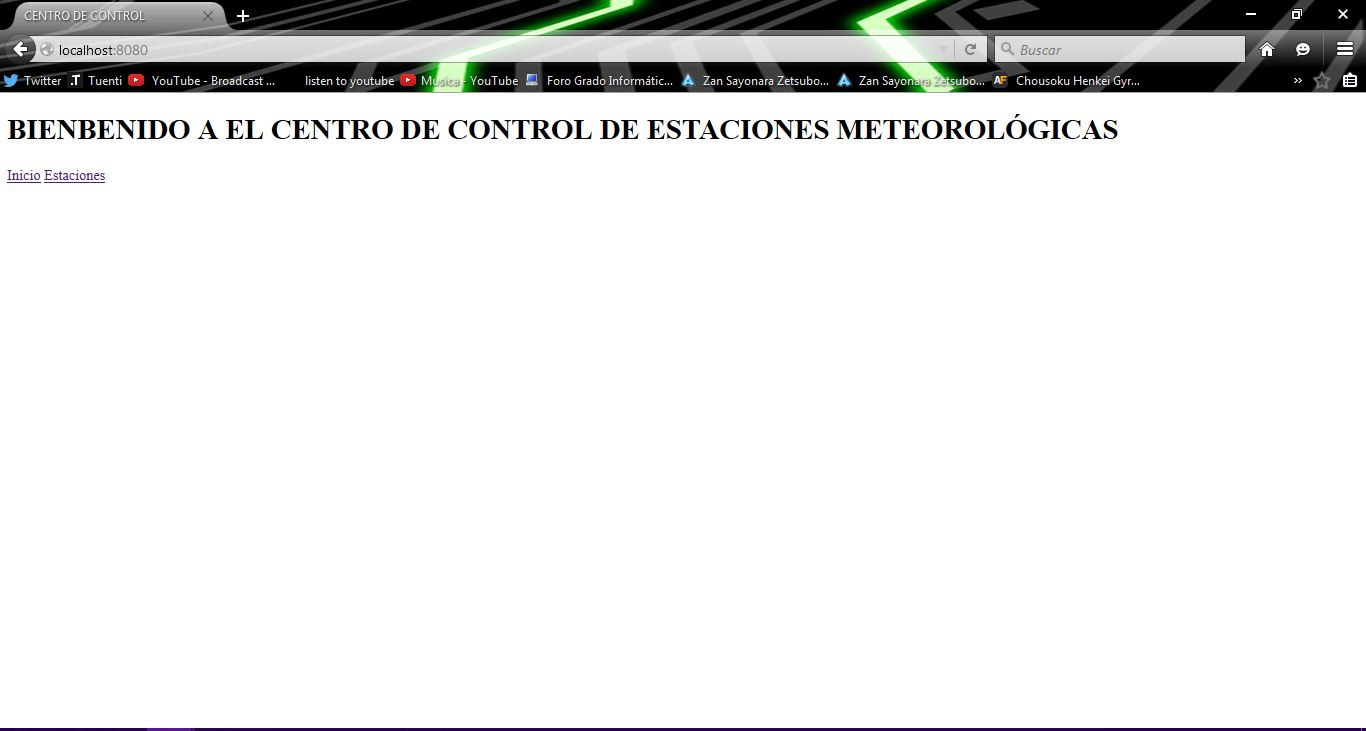 CENTRO DE CONTROL
localhost:8080
Buscar
Twitter .T Tuenti YouTube - Broadcast ... listen to youtube Musica - YouTube Foro Grado Informátic... Zan Sayonara Zetsubo... Zan Sayonara Zetsubo... AF Chousoku Henkei Gyr... »
BIENBENIDO A EL CENTRO DE CONTROL DE ESTACIONES METEOROLÓGICAS
Inicio Estaciones